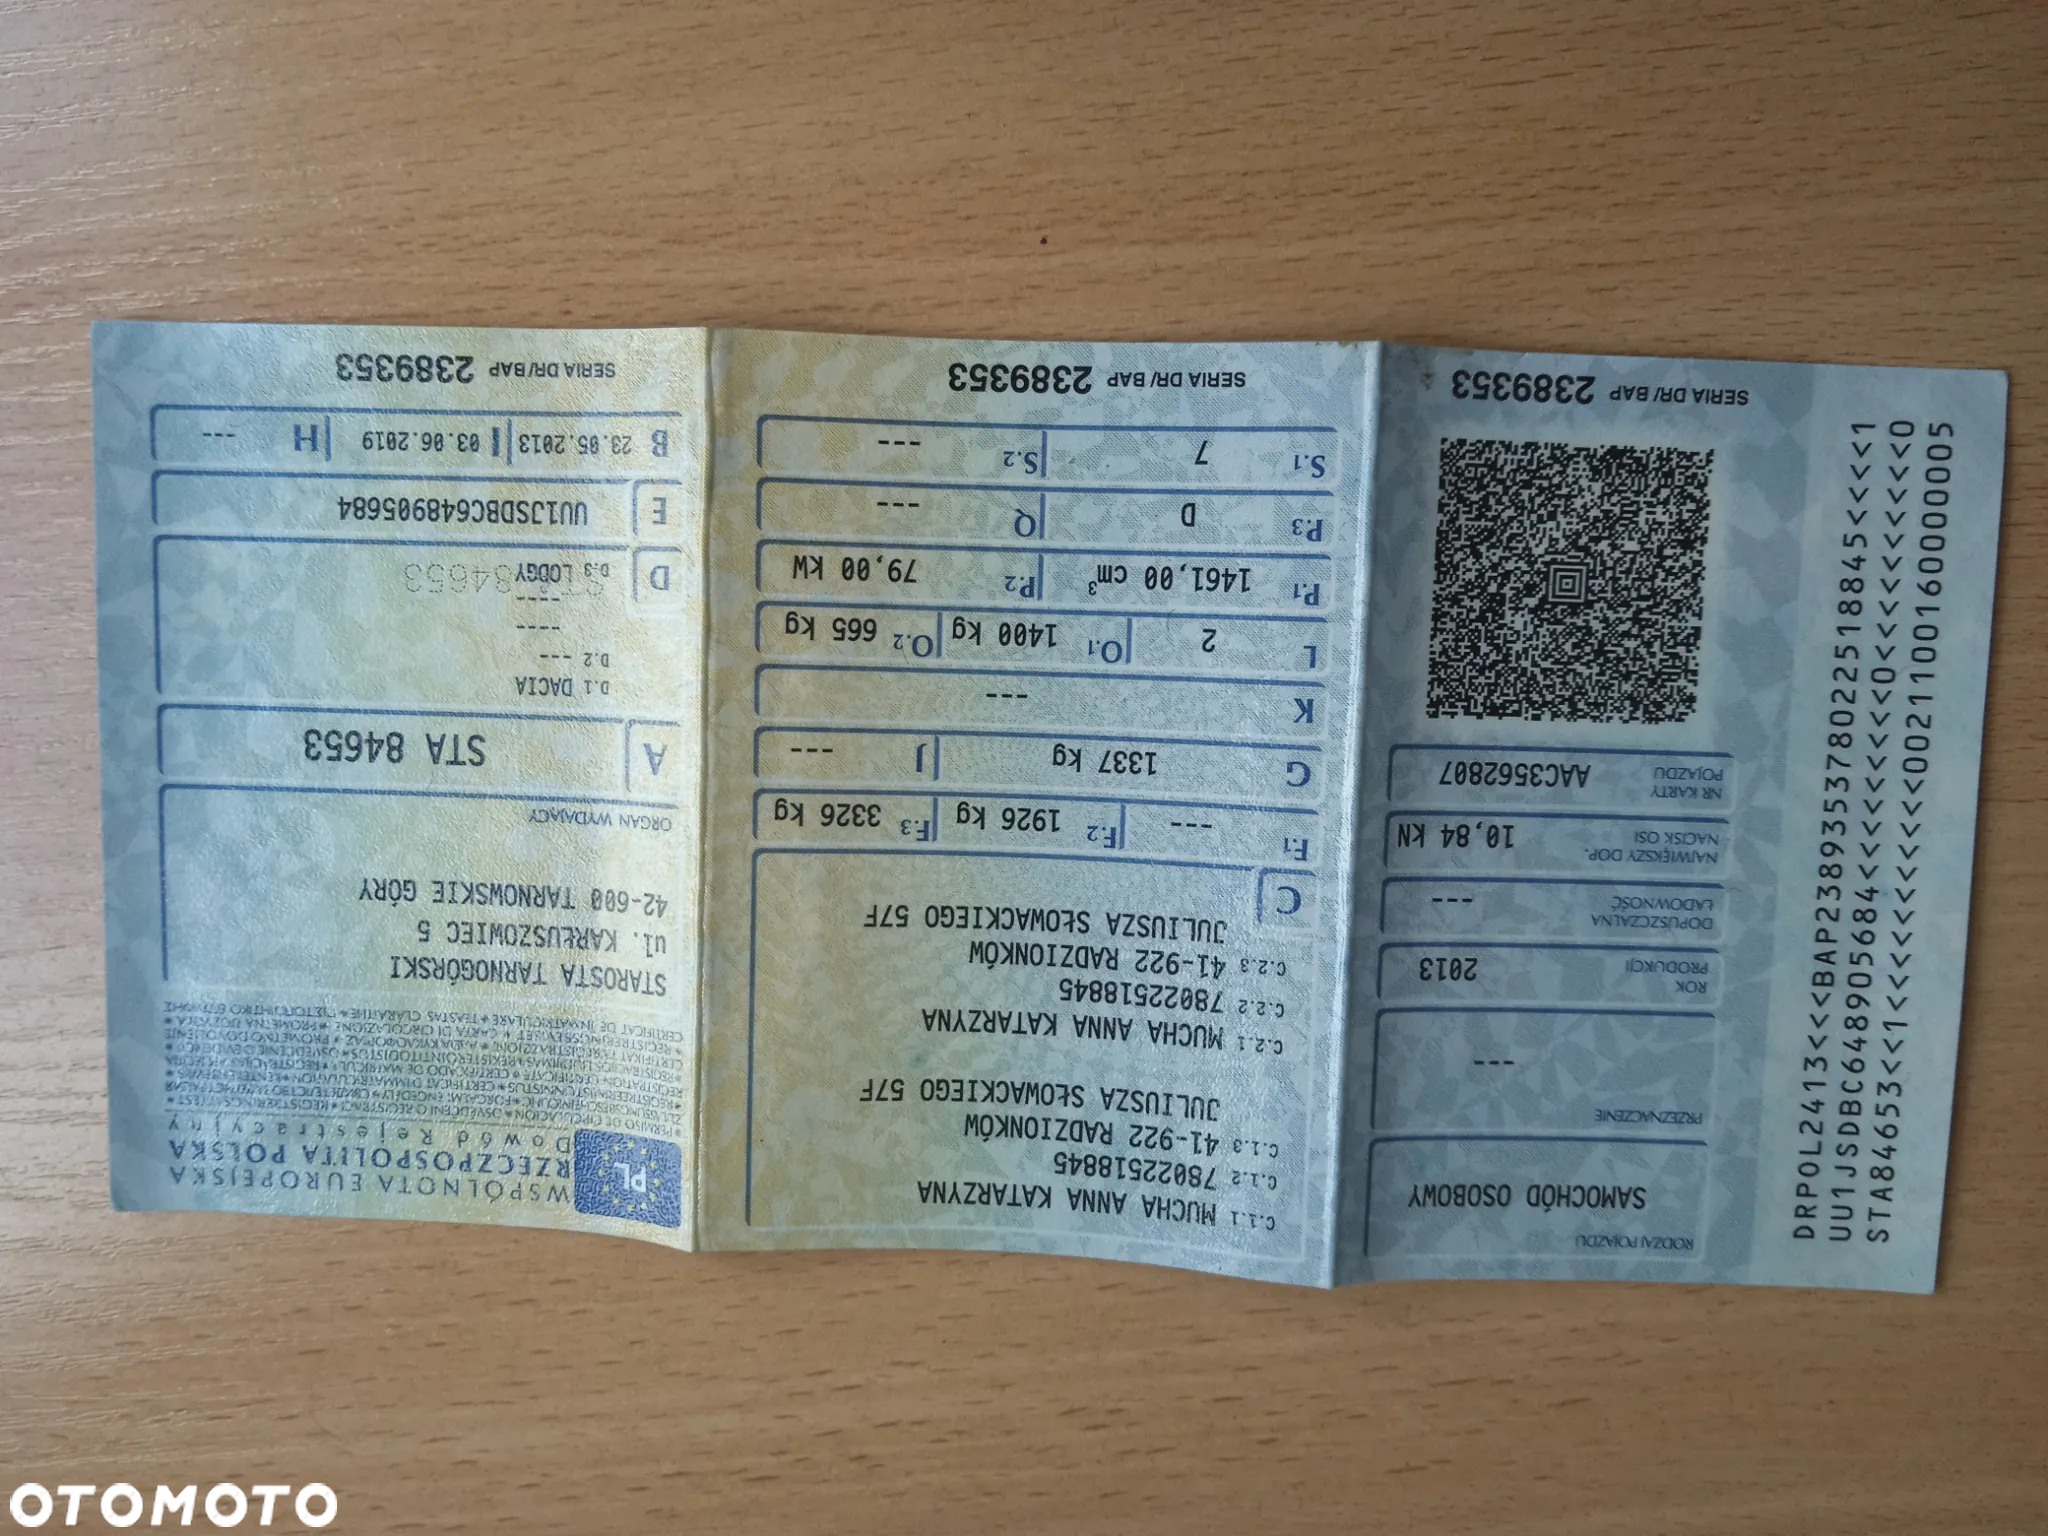 WSPÓLNOTA EUROPEJSKA
RZECZPOSPOLITA POLSKA
Dowód Rejestracyjny
PL
STAROSTA TARNOGÓRSKI
ul. KARŁUSZOWIEC 5
42-600 TARNOWSKIE GÓRY
ORGAN WYDAJĄCY
A STA 84653
D D.1 DACIA
D.2 ---
----
----
D.3 LODGY
E UU1JSDBC648905684
B 23.05.2013 I 03.06.2019 H ---
SERIA DR/BAP 2389353
C C.1.1 MUCHA ANNA KATARZYNA
C.1.2 78022518845
C.1.3 41-922 RADZIONKÓW
JULIUSZA SŁOWACKIEGO 57F
C.2.1 MUCHA ANNA KATARZYNA
C.2.2 78022518845
C.2.3 41-922 RADZIONKÓW
JULIUSZA SŁOWACKIEGO 57F
F.1 --- F.2 1926 kg F.3 3326 kg
G 1337 kg J ---
K ---
L 2 O.1 1400 kg O.2 665 kg
P.1 1461,00 cm³ P.2 79,00 kW
P.3 D Q ---
S.1 7 S.2 ---
SERIA DR/BAP 2389353
RODZAJ POJAZDU
SAMOCHÓD OSOBOWY
PRZEZNACZENIE
---
ROK PRODUKCJI 2013
DOPUSZCZALNA ŁADOWNOŚĆ ---
NAJWIĘKSZY DOP. NACISK OSI 10,84 kN
NR KARTY POJAZDU AAC3562807
SERIA DR/BAP 2389353
DRPOL2413<<<BAP238935378022518845<<<<1
UU1JSDBC648905684<<<<<<<<0<<<<<<<<0
STA84653<<1<<<<<<<<<0021100160000005
OTOMOTO